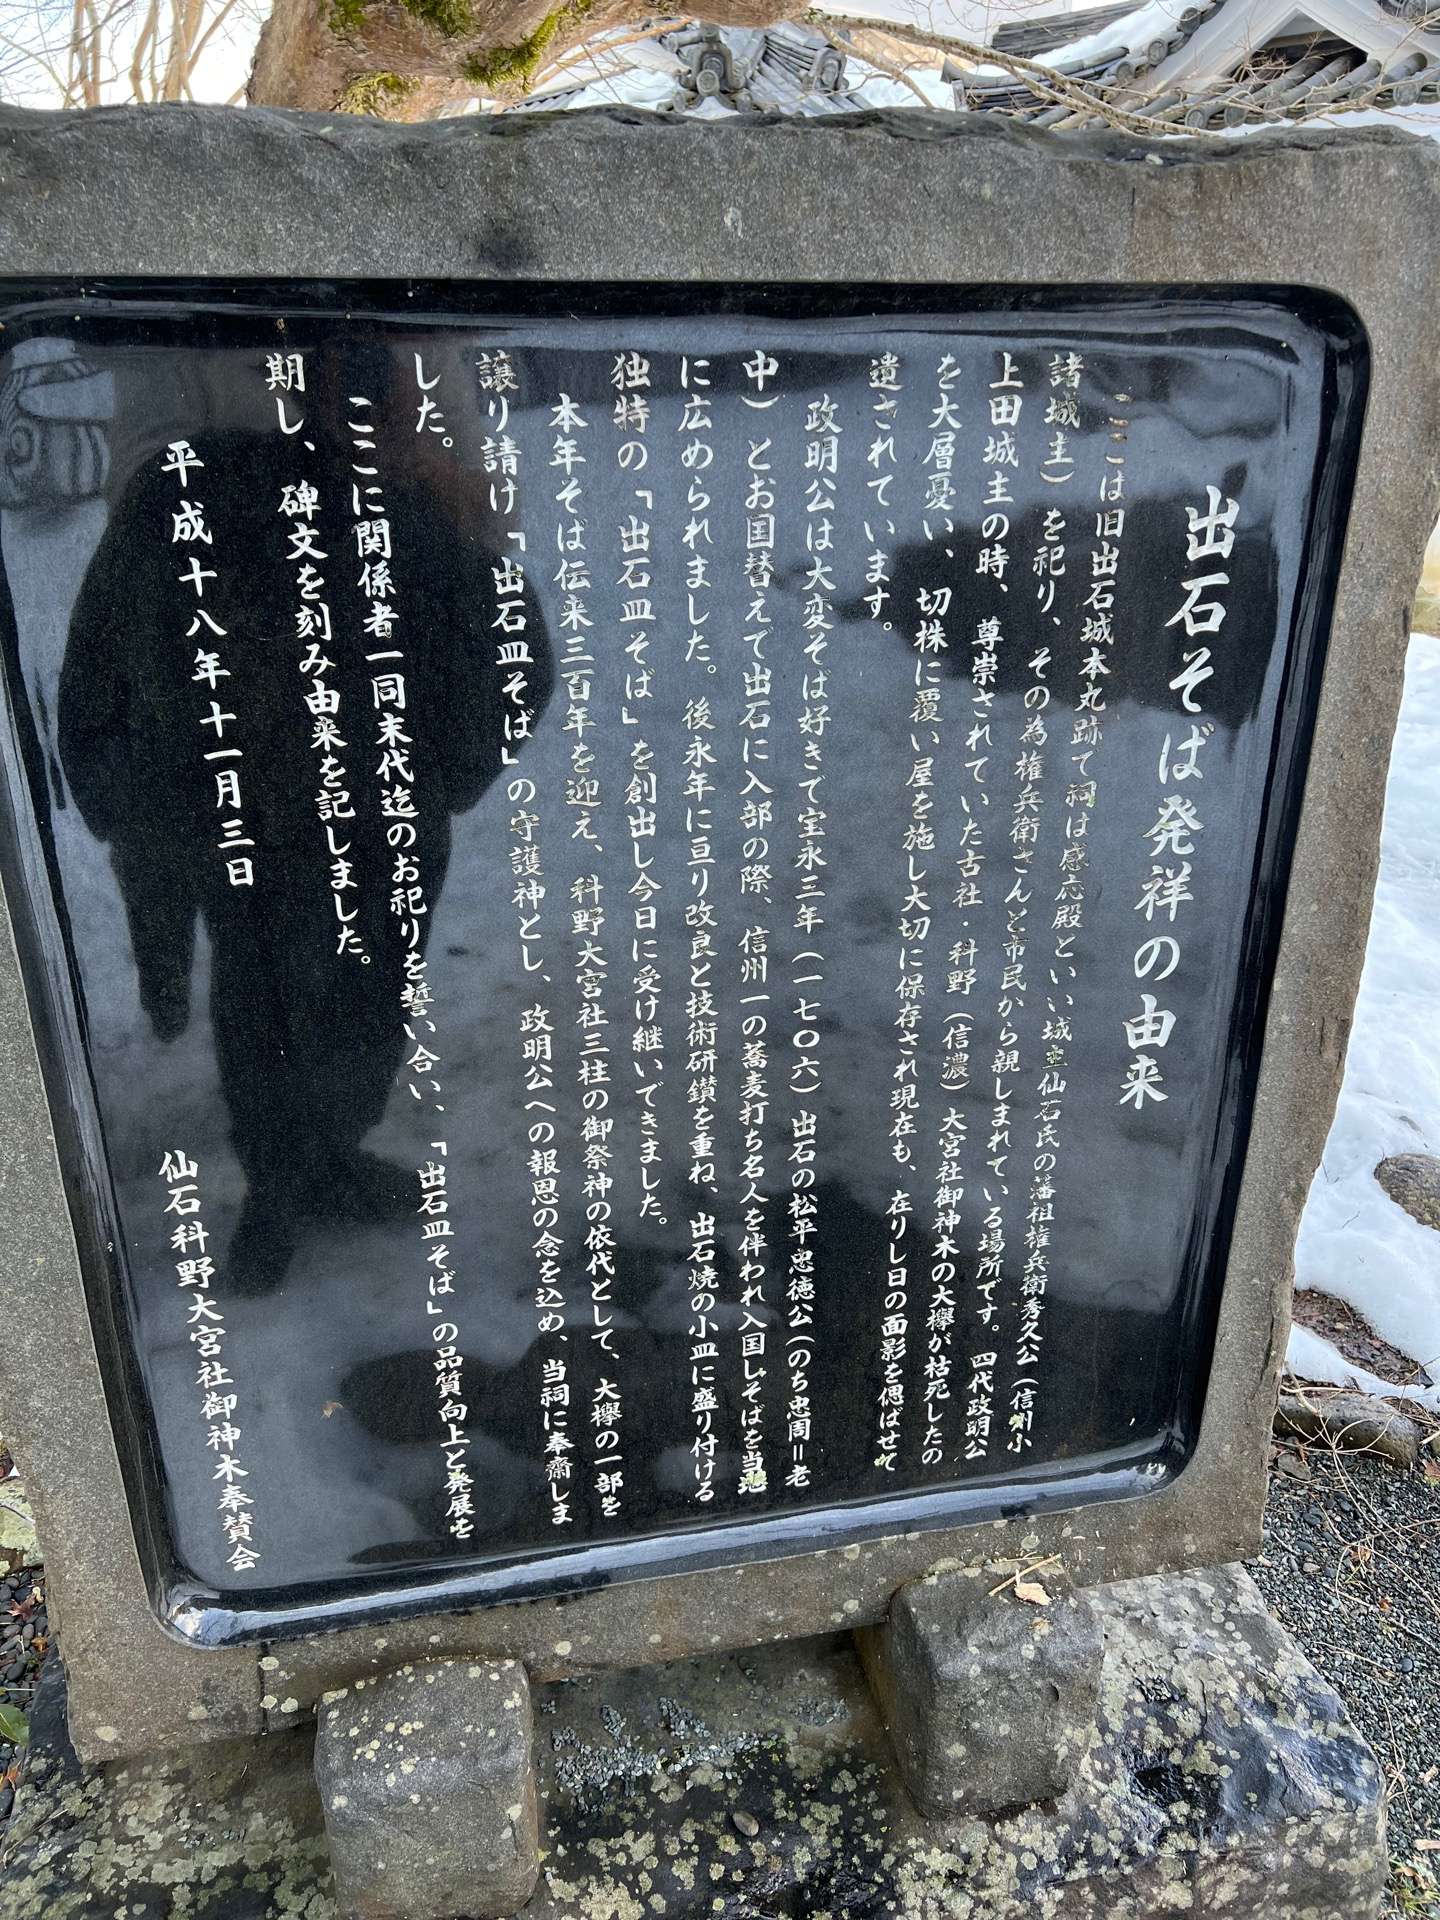 出石そば発祥の由来
ここは旧出石城本丸跡で祠は感応殿といい城主仙石氏の藩祖権兵衛秀久公(信州小
諸城主)を祀り、その為権兵衛さんと市民から親しまれている場所です。四代政明公
上田城主の時、尊崇されていた古社・科野(信濃)大宮社御神木の大欅が枯死したの
を大層憂い、切株に覆い屋を施し大切に保存され現在も、在りし日の面影を偲ばせて
遺されています。
政明公は大変そば好きで宝永三年(一七〇六)出石の松平忠徳公(のち忠周=老
中)とお国替えで出石に入部の際、信州一の蕎麦打ち名人を伴われ入国しそばを当地
に広められました。後永年に亘り改良と技術研鑚を重ね、出石焼の小皿に盛り付ける
独特の「出石皿そば」を創出し今日に受け継いできました。
本年そば伝来三百年を迎え、科野大宮社三柱の御祭神の依代として、大欅の一部を
譲り請け「出石皿そば」の守護神とし、政明公への報恩の念を込め、当祠に奉齋しま
した。
ここに関係者一同末代迄のお祀りを誓い合い、「出石皿そば」の品質向上と発展を
期し、碑文を刻み由来を記しました。
平成十八年十一月三日
仙石科野大宮社御神木奉賛会